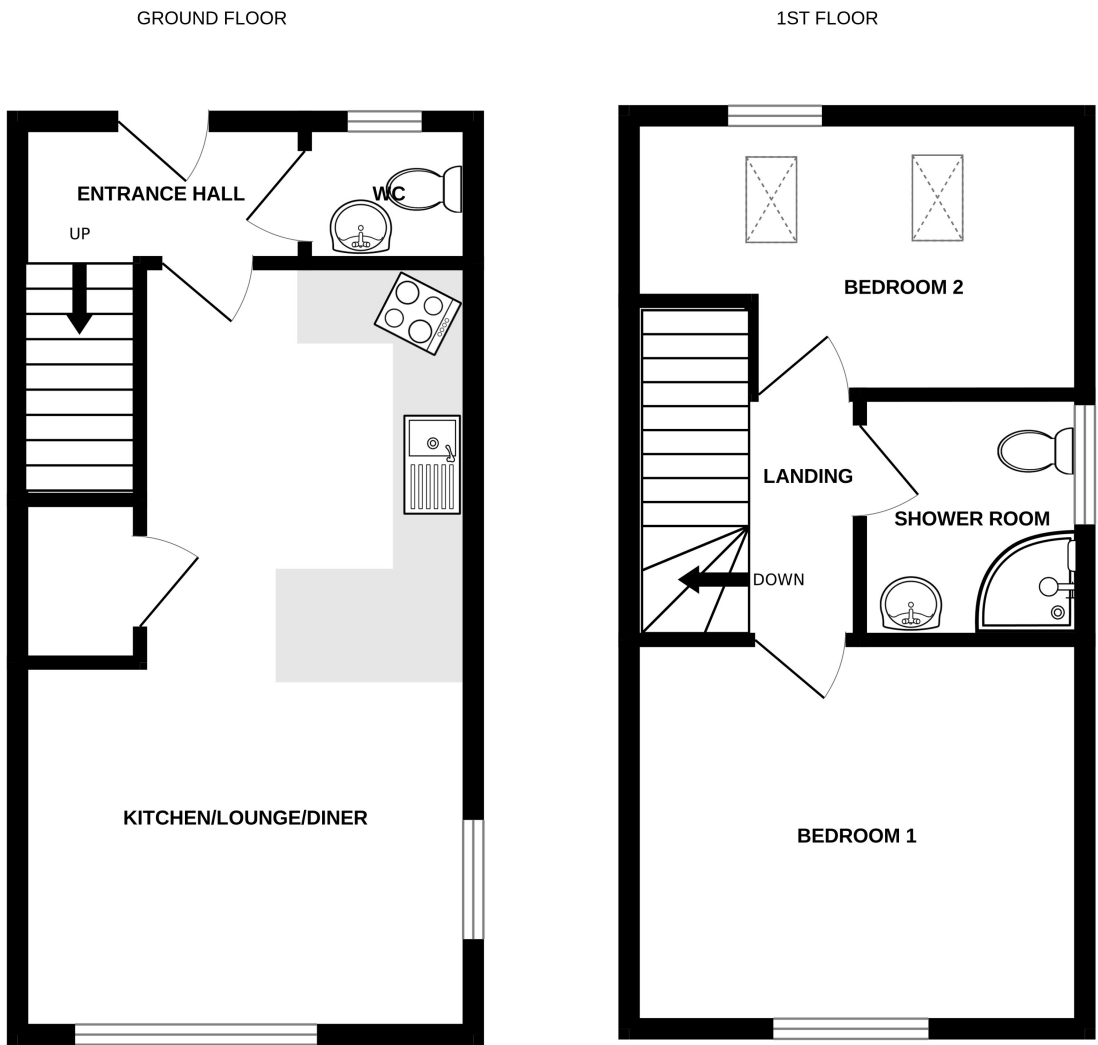 GROUND FLOOR
1ST FLOOR
ENTRANCE HALL
WC
UP
BEDROOM 2
LANDING
SHOWER ROOM
DOWN
KITCHEN/LOUNGE/DINER
BEDROOM 1